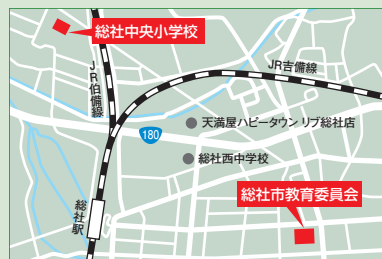 総社中央小学校
JR伯備線
JR吉備線
天満屋ハピータウン リブ総社店
180
総社西中学校
総社市教育委員会
総社駅